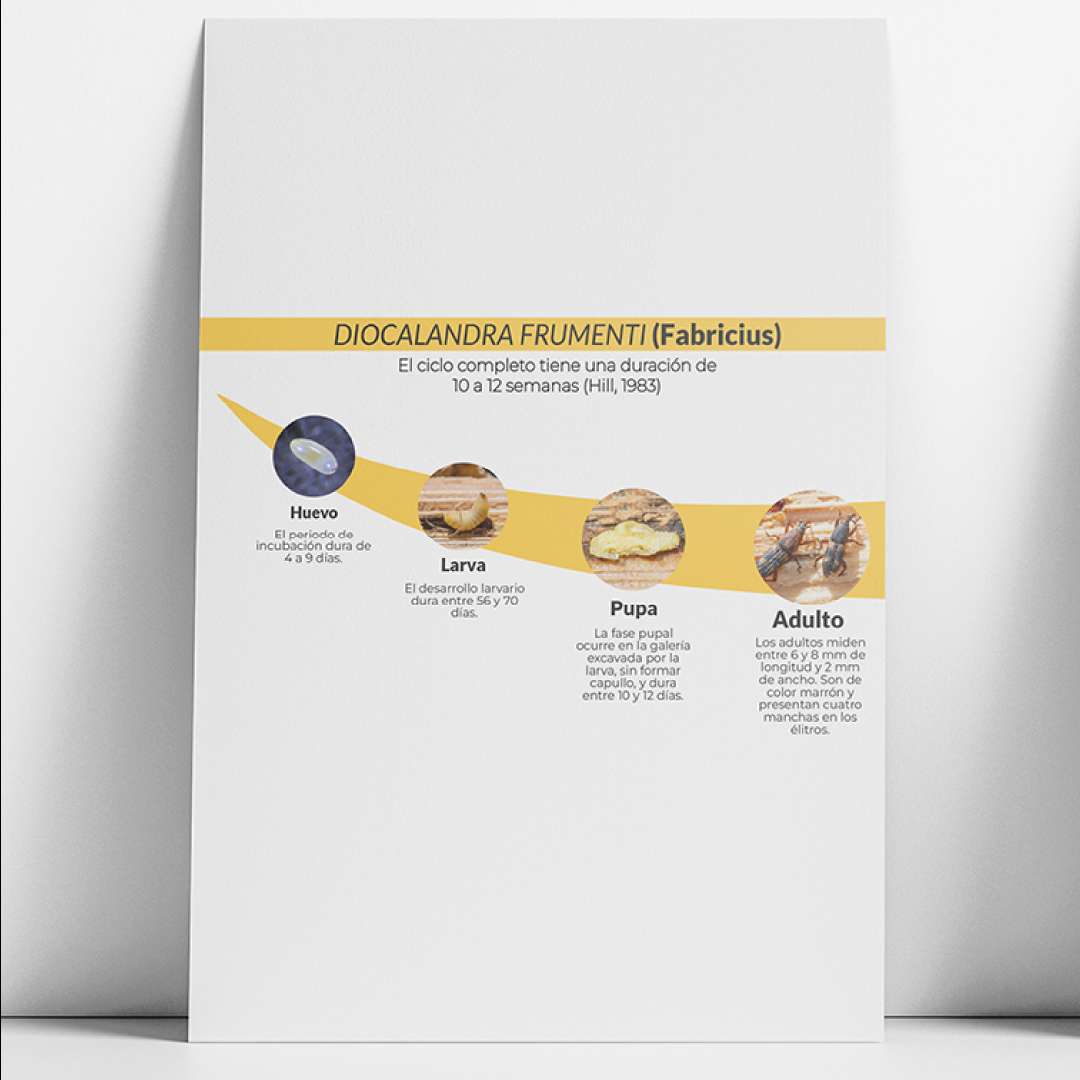 DIOCALANDRA FRUMENTI (Fabricius)
El ciclo completo tiene una duración de
10 a 12 semanas (Hill, 1983)
Huevo
El periodo de
incubación dura de
4 a 9 días.
Larva
El desarrollo larvario
dura entre 56 y 70
días.
Pupa
La fase pupal
ocurre en la galería
excavada por la
larva, sin formar
capullo, y dura
entre 10 y 12 días.
Adulto
Los adultos miden
entre 6 y 8 mm de
longitud y 2 mm
de ancho. Son de
color marrón y
presentan cuatro
manchas en los
élitros.